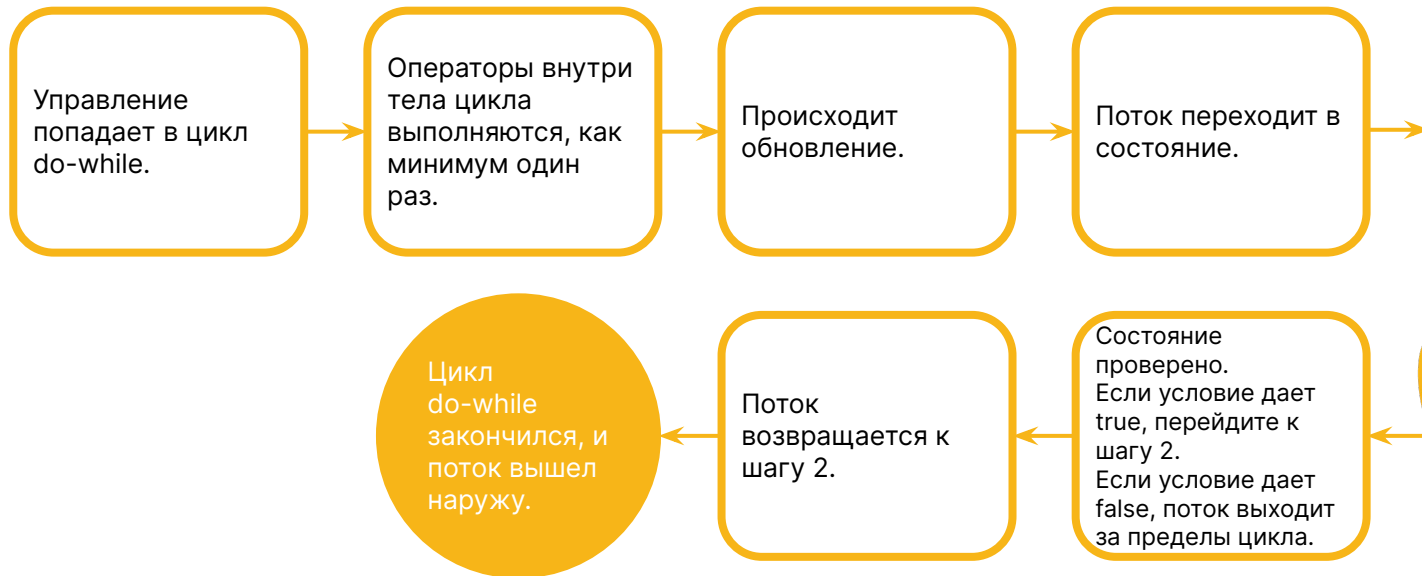 Управление
попадает в цикл
do-while.
Операторы внутри
тела цикла
выполняются, как
минимум один
раз.
Происходит
обновление.
Поток переходит в
состояние.
Состояние
проверено.
Если условие дает
true, перейдите к
шагу 2.
Если условие дает
false, поток выходит
за пределы цикла.
Поток
возвращается к
шагу 2.
Цикл
do-while
закончился, и
поток вышел
наружу.